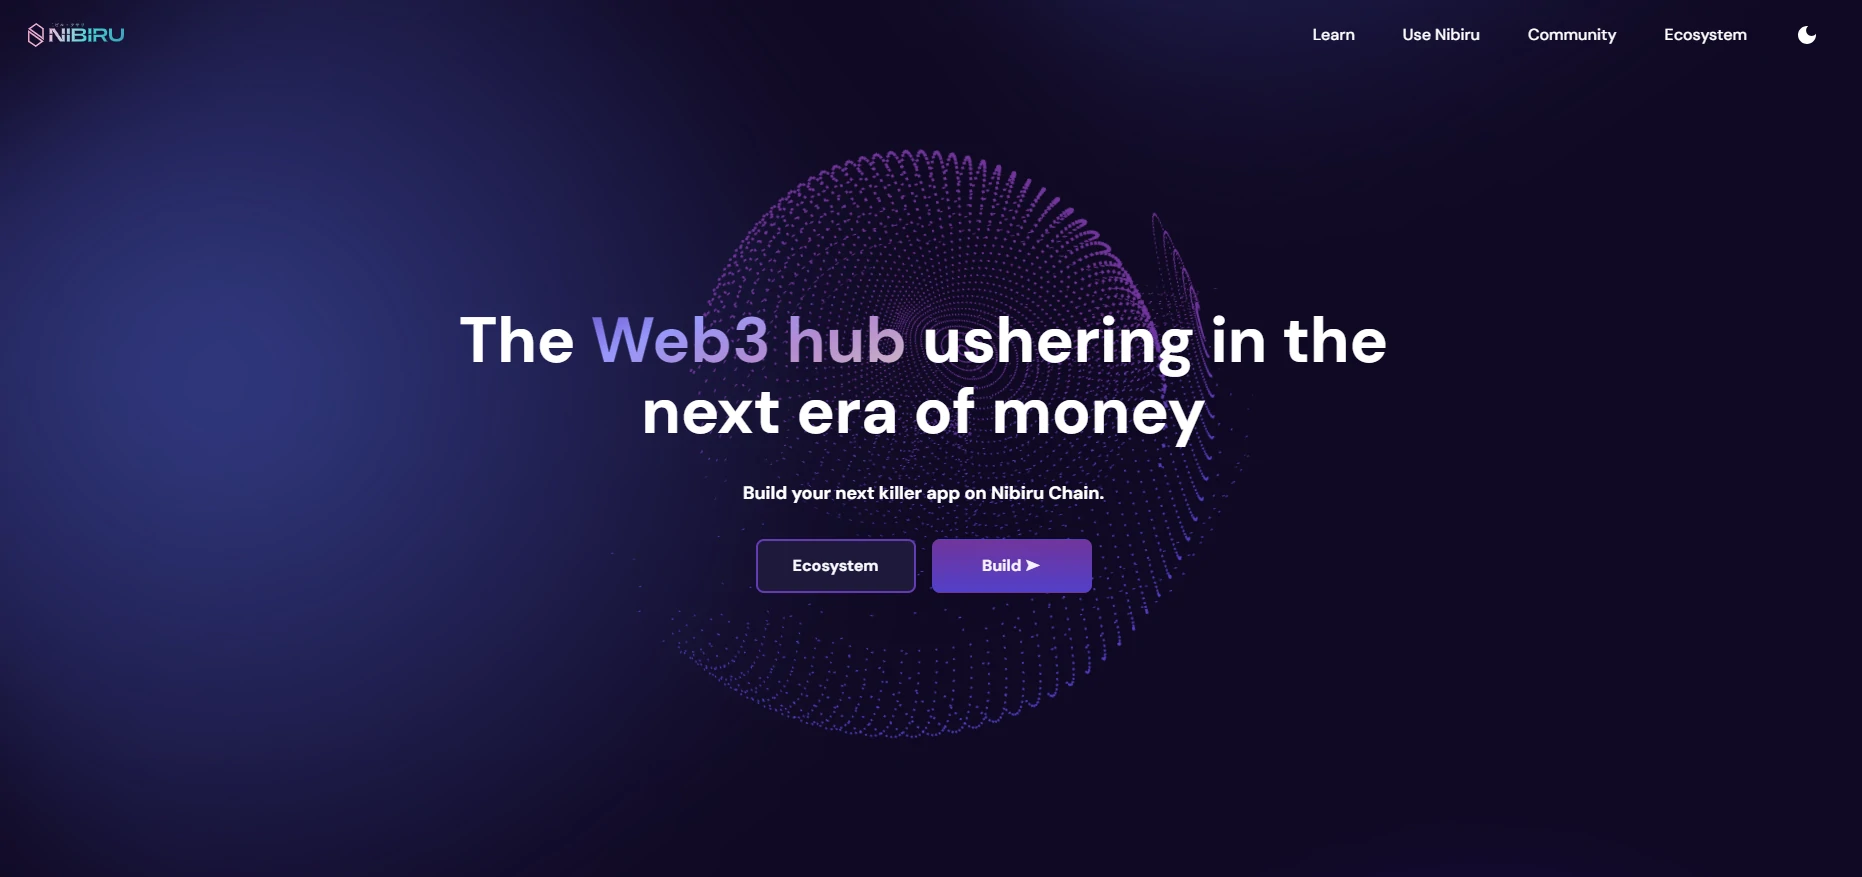 NIBIRU
Learn
Use Nibiru
Community
Ecosystem
The Web3 hub ushering in the
next era of money
Build your next killer app on Nibiru Chain.
Ecosystem
Build ➤